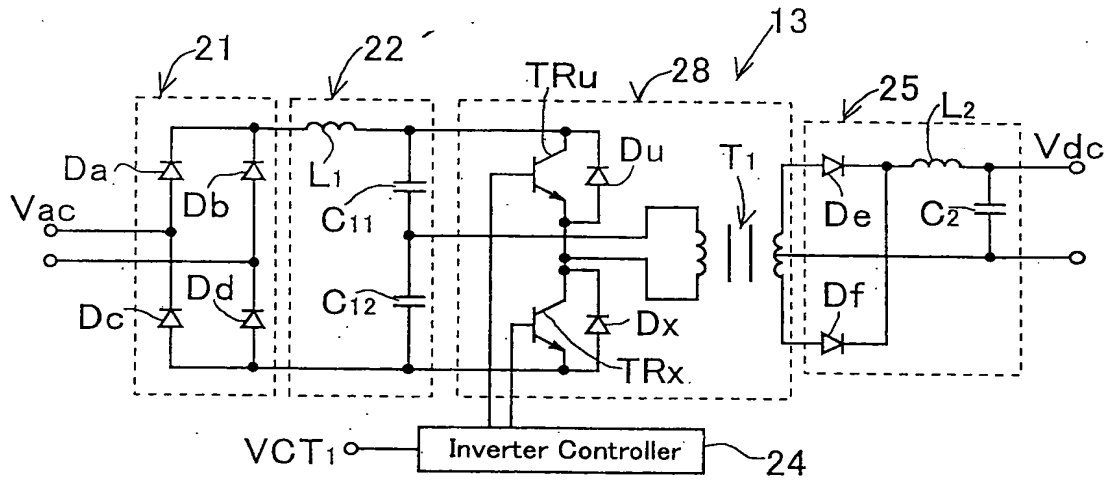 13
21
22
28
25
TRu
L2
Vdc
Da
Db
L1
Du
T1
De
C2
Vac
C11
Dc
Dd
C12
Dx
Df
TRx
VCT1
Inverter Controller
24